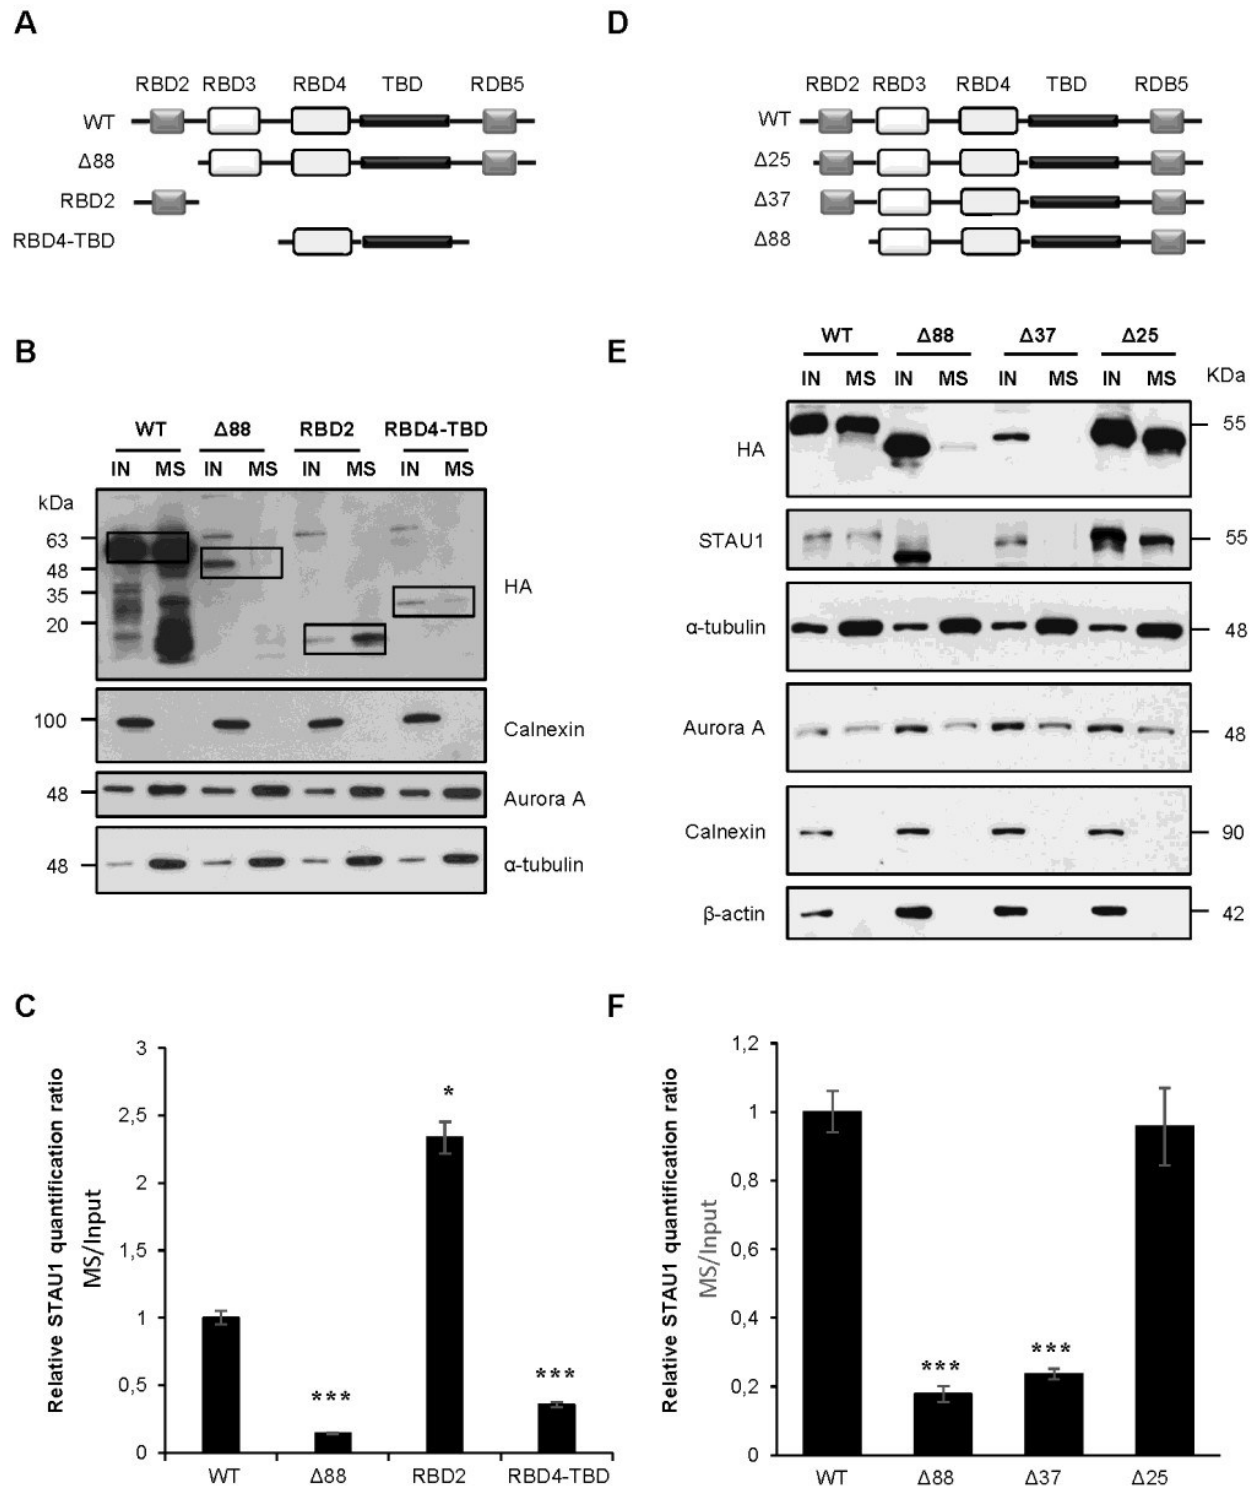 A
RBD2 RBD3 RBD4 TBD RDB5
WT
Δ88
RBD2
RBD4-TBD
B
WT Δ88 RBD2 RBD4-TBD
IN MS IN MS IN MS IN MS
kDa
63
48
35
20
HA
100
Calnexin
48
Aurora A
48
α-tubulin
C
Relative STAU1 quantification ratio
MS/Input
3
2,5
2
1,5
1
0,5
0
*
***
***
WT Δ88 RBD2 RBD4-TBD
D
RBD2 RBD3 RBD4 TBD RDB5
WT
Δ25
Δ37
Δ88
E
WT Δ88 Δ37 Δ25
IN MS IN MS IN MS IN MS
KDa
HA
55
STAU1
55
α-tubulin
48
Aurora A
48
Calnexin
90
β-actin
42
F
Relative STAU1 quantification ratio
MS/Input
1,2
1
0,8
0,6
0,4
0,2
0
***
***
WT Δ88 Δ37 Δ25